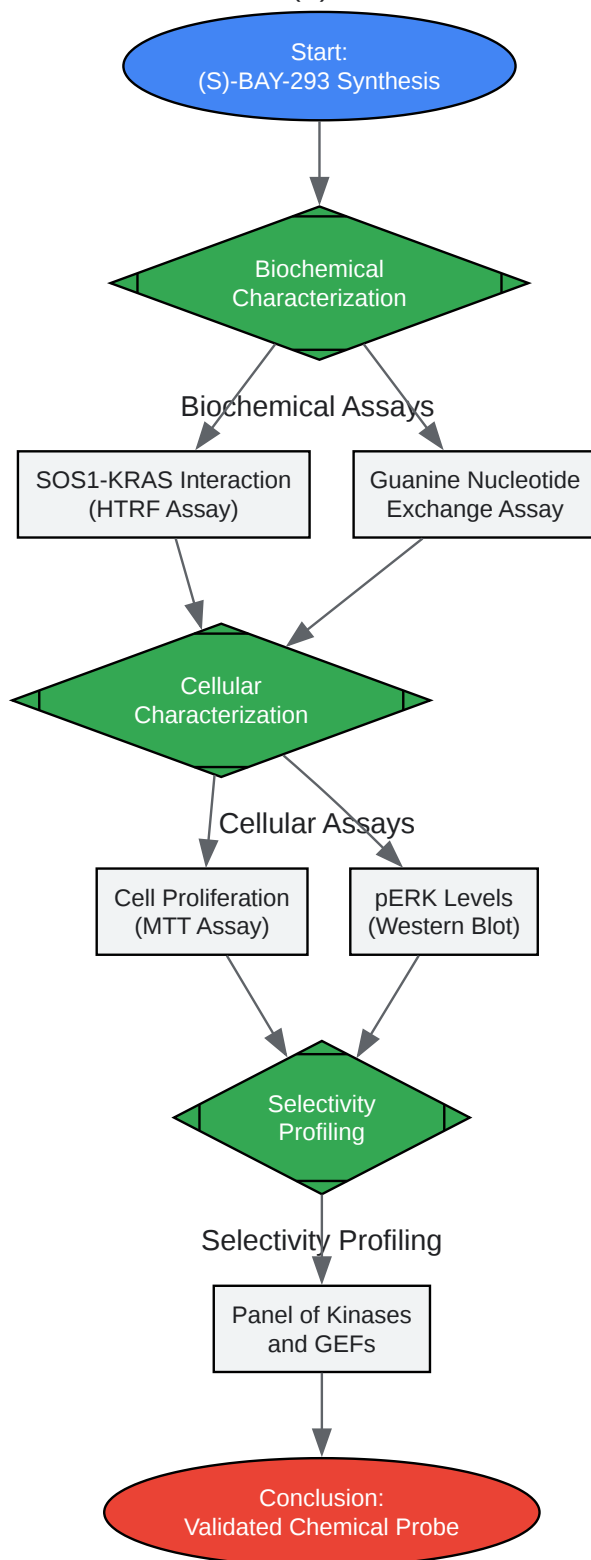 Start:
(S)-BAY-293 Synthesis
Biochemical
Characterization
Biochemical Assays
SOS1-KRAS Interaction
(HTRF Assay)
Guanine Nucleotide
Exchange Assay
Cellular
Characterization
Cellular Assays
Cell Proliferation
(MTT Assay)
pERK Levels
(Western Blot)
Selectivity
Profiling
Selectivity Profiling
Panel of Kinases
and GEFs
Conclusion:
Validated Chemical Probe